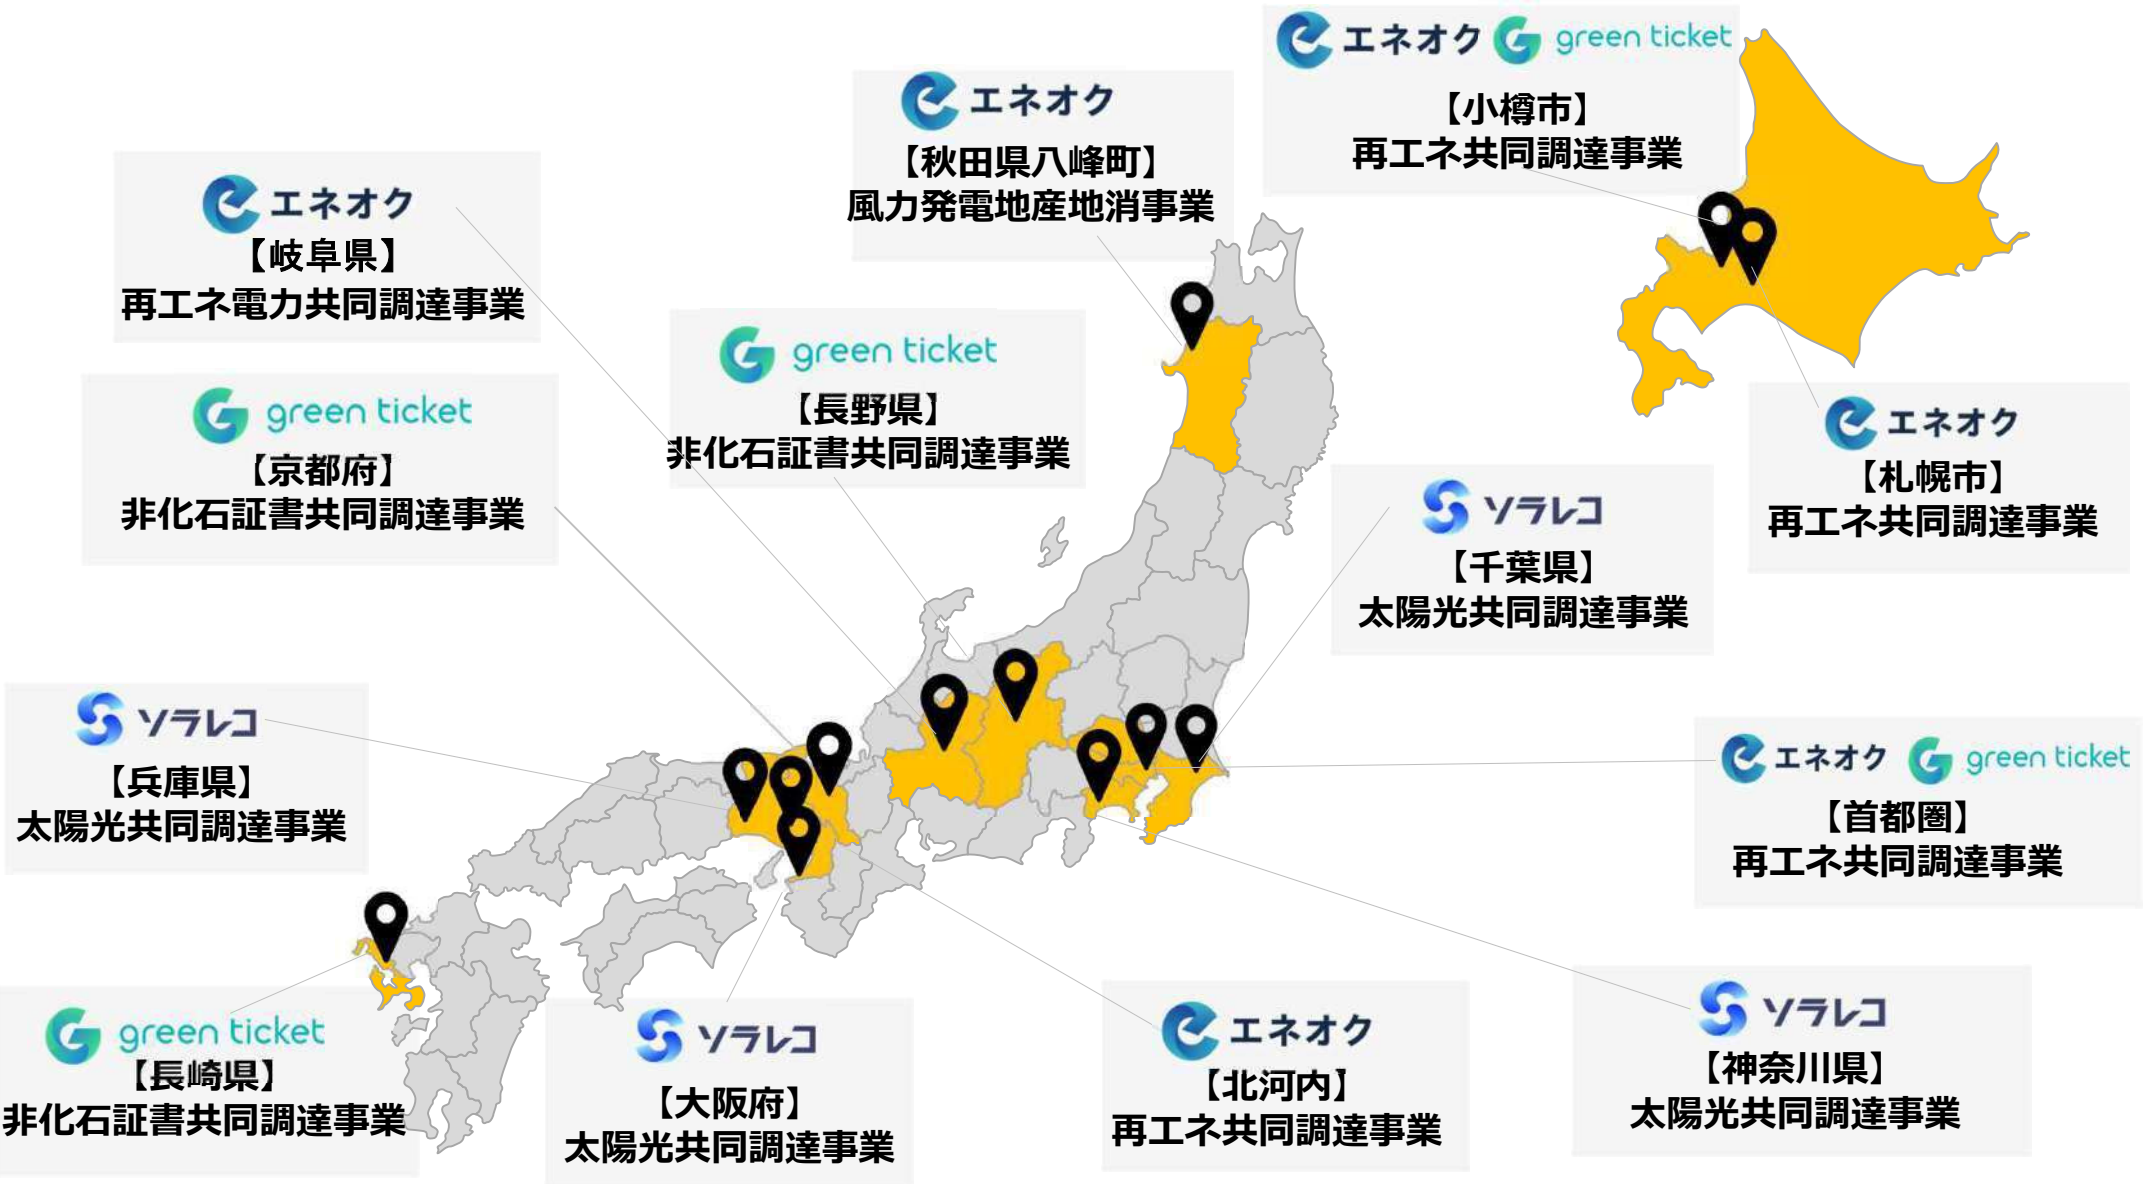 エネオク green ticket
【小樽市】
再エネ共同調達事業
エネオク
【秋田県八峰町】
風力発電地産地消事業
エネオク
【岐阜県】
再エネ電力共同調達事業
green ticket
【長野県】
非化石証書共同調達事業
green ticket
【京都府】
非化石証書共同調達事業
エネオク
【札幌市】
再エネ共同調達事業
ソラレコ
【千葉県】
太陽光共同調達事業
ソラレコ
【兵庫県】
太陽光共同調達事業
エネオク green ticket
【首都圏】
再エネ共同調達事業
green ticket
【長崎県】
非化石証書共同調達事業
ソラレコ
【大阪府】
太陽光共同調達事業
エネオク
【北河内】
再エネ共同調達事業
ソラレコ
【神奈川県】
太陽光共同調達事業